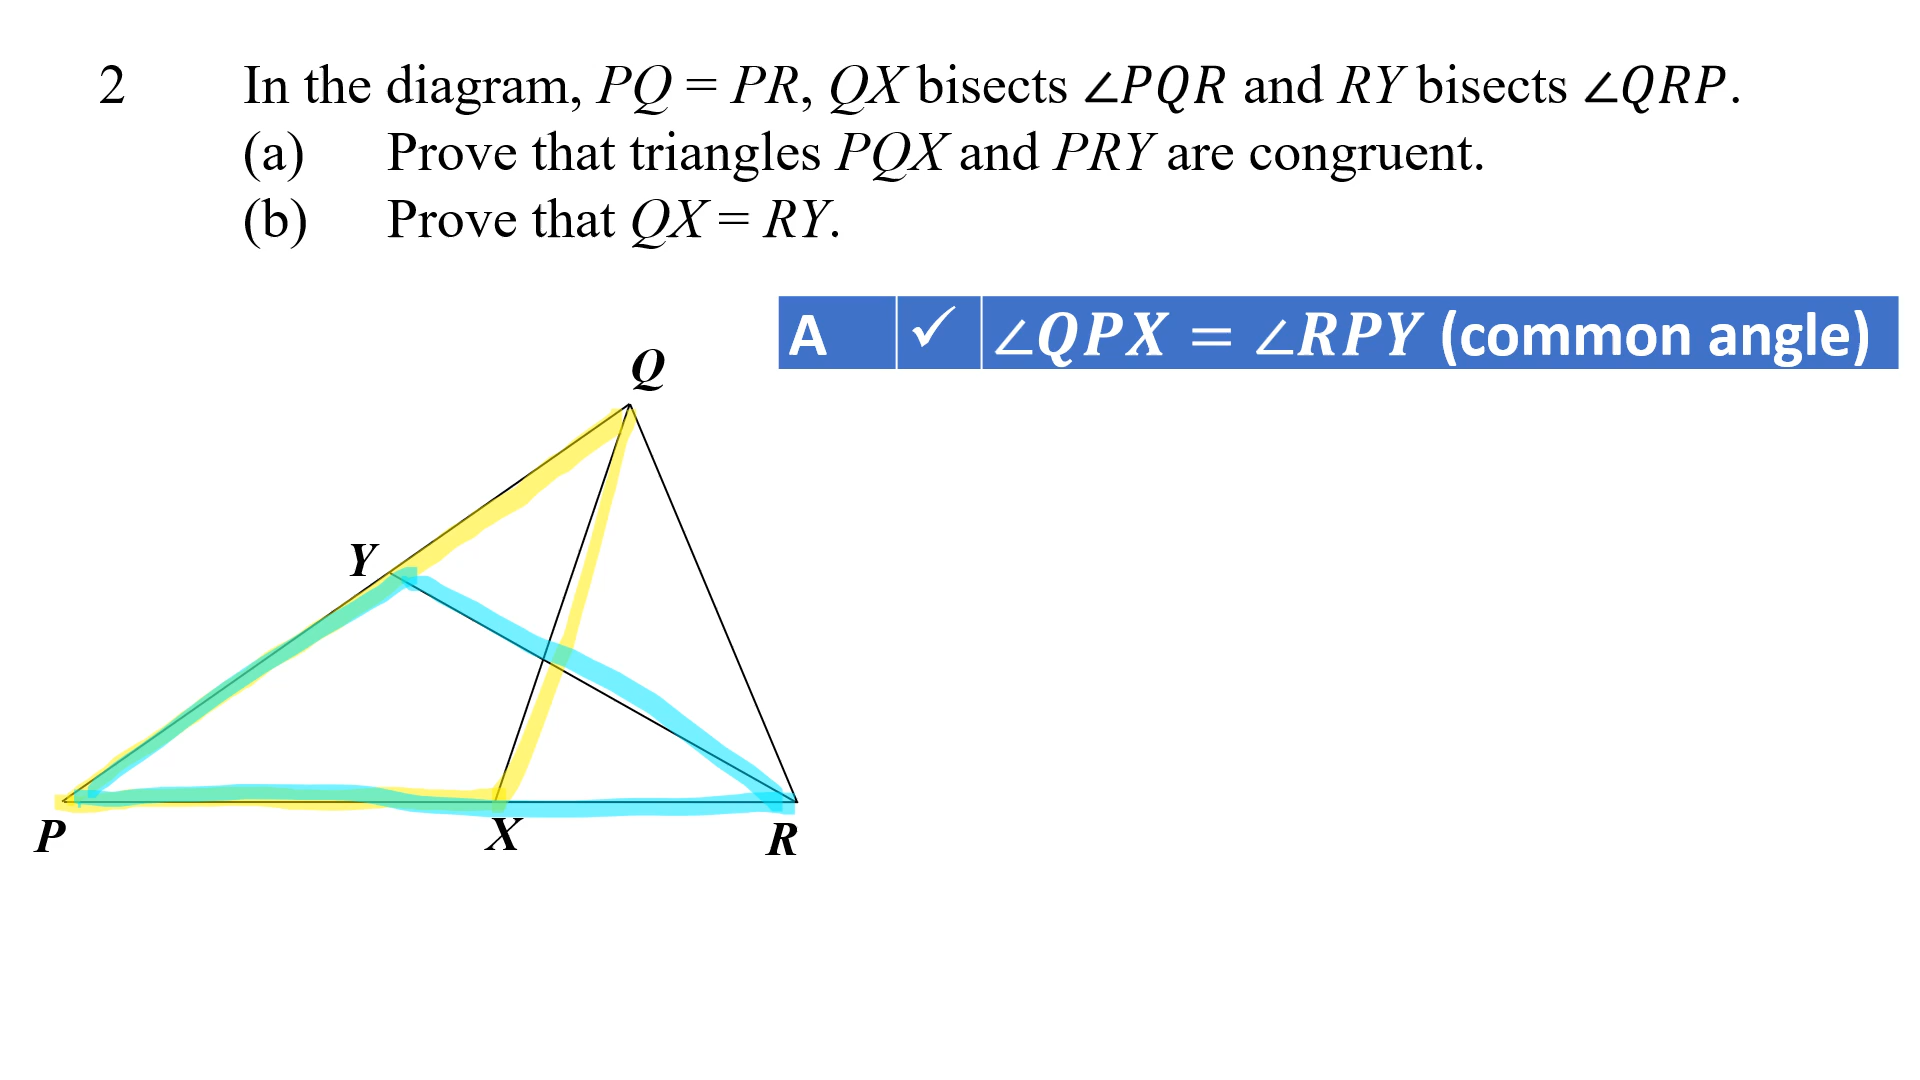 2 In the diagram, PQ = PR, QX bisects ∠PQR and RY bisects ∠QRP.
(a) Prove that triangles PQX and PRY are congruent.
(b) Prove that QX = RY.
A ✓ ∠QPX = ∠RPY (common angle)
Q
Y
P
X
R